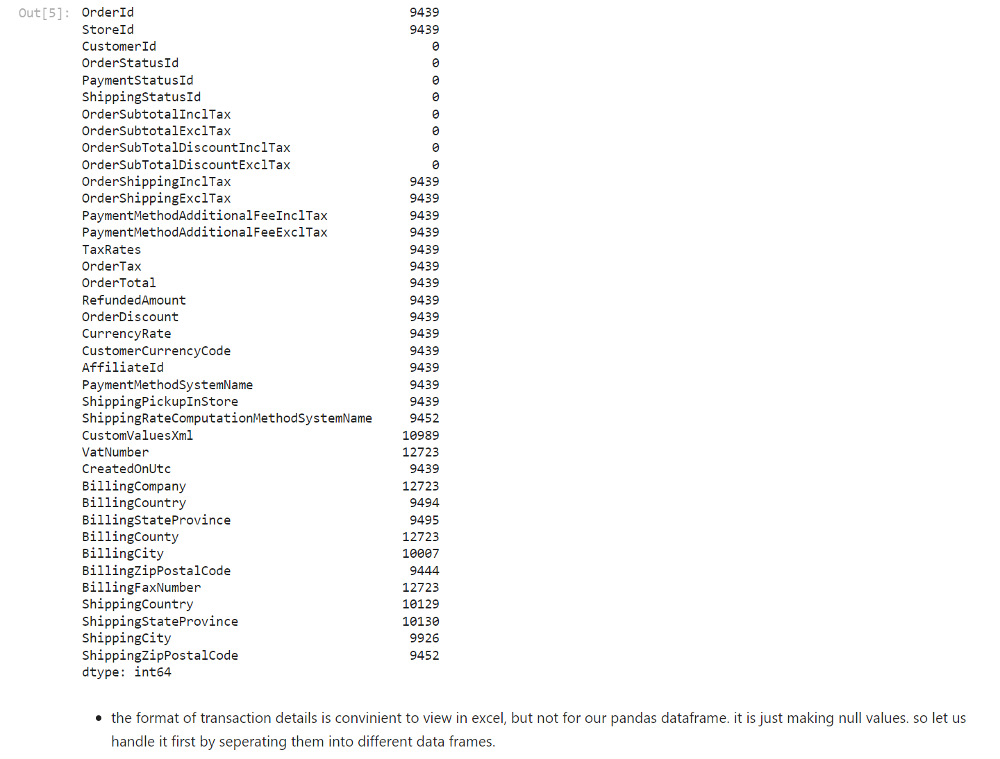 Out[5]: OrderId 9439
StoreId 9439
CustomerId 0
OrderStatusId 0
PaymentStatusId 0
ShippingStatusId 0
OrderSubtotalInclTax 0
OrderSubtotalExclTax 0
OrderSubTotalDiscountInclTax 0
OrderSubTotalDiscountExclTax 0
OrderShippingInclTax 9439
OrderShippingExclTax 9439
PaymentMethodAdditionalFeeInclTax 9439
PaymentMethodAdditionalFeeExclTax 9439
TaxRates 9439
OrderTax 9439
OrderTotal 9439
RefundedAmount 9439
OrderDiscount 9439
CurrencyRate 9439
CustomerCurrencyCode 9439
AffiliateId 9439
PaymentMethodSystemName 9439
ShippingPickupInStore 9439
ShippingRateComputationMethodSystemName 9452
CustomValuesXml 10989
VatNumber 12723
CreatedOnUtc 9439
BillingCompany 12723
BillingCountry 9494
BillingStateProvince 9495
BillingCounty 12723
BillingCity 10007
BillingZipPostalCode 9444
BillingFaxNumber 12723
ShippingCountry 10129
ShippingStateProvince 10130
ShippingCity 9926
ShippingZipPostalCode 9452
dtype: int64
• the format of transaction details is convinient to view in excel, but not for our pandas dataframe. it is just making null values. so let us
handle it first by seperating them into different data frames.